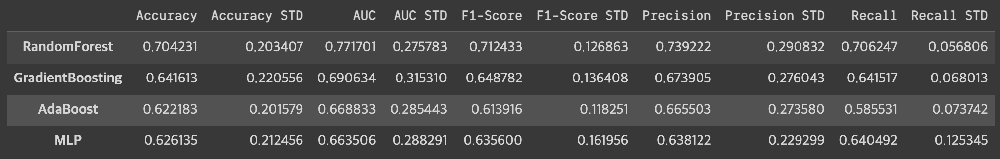 Accuracy Accuracy STD AUC AUC STD F1-Score F1-Score STD Precision Precision STD Recall Recall STD
RandomForest 0.704231 0.203407 0.771701 0.275783 0.712433 0.126863 0.739222 0.290832 0.706247 0.056806
GradientBoosting 0.641613 0.220556 0.690634 0.315310 0.648782 0.136408 0.673905 0.276043 0.641517 0.068013
AdaBoost 0.622183 0.201579 0.668833 0.285443 0.613916 0.118251 0.665503 0.273580 0.585531 0.073742
MLP 0.626135 0.212456 0.663506 0.288291 0.635600 0.161956 0.638122 0.229299 0.640492 0.125345